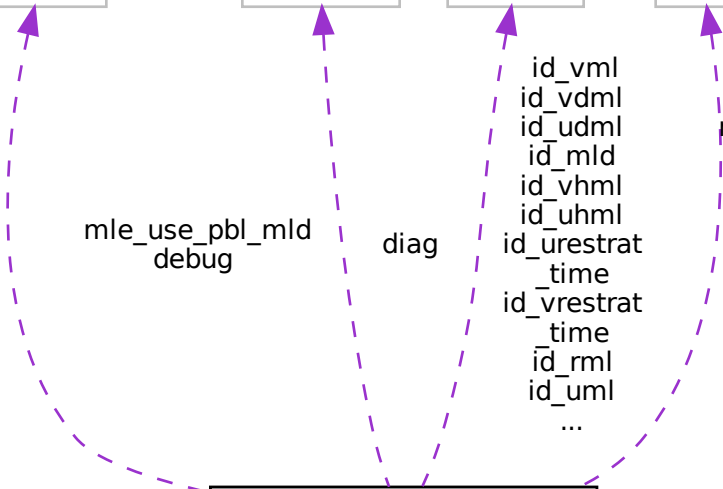 mle_use_pbl_mld
debug
diag
id_vml
id_vdml
id_udml
id_mld
id_vhml
id_uhml
id_urestrat
_time
id_vrestrat
_time
id_rml
id_uml
...